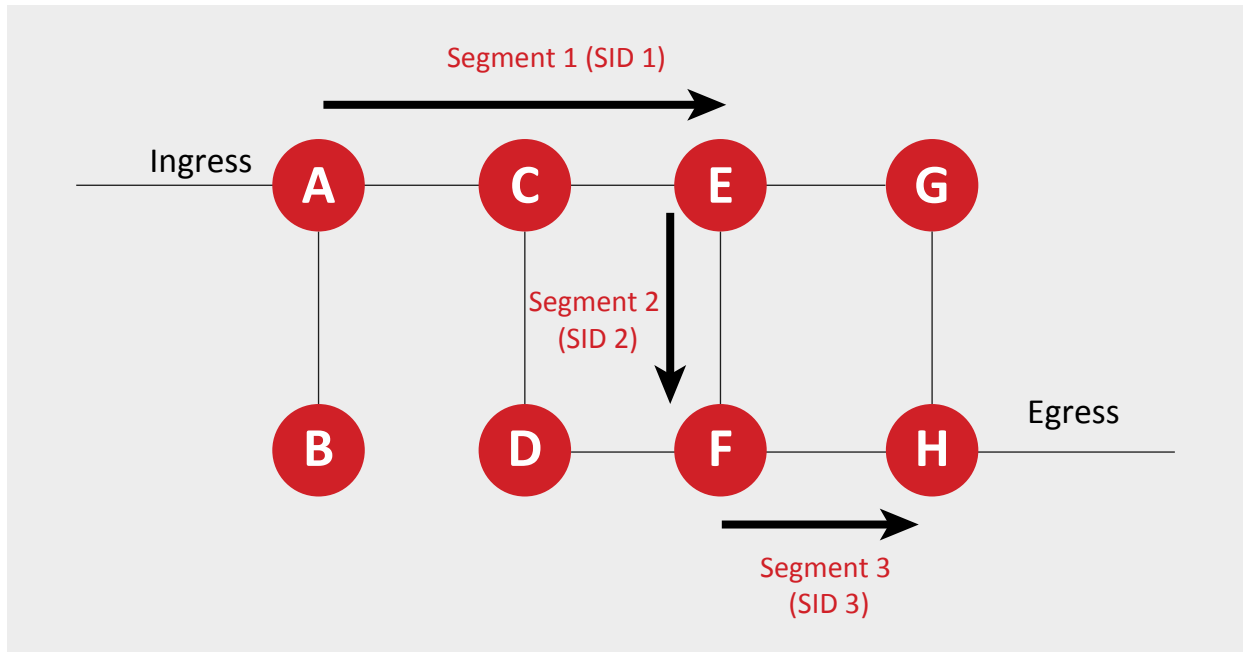 Segment 1 (SID 1)
Ingress
A
C
E
G
Segment 2
(SID 2)
B
D
F
H
Egress
Segment 3
(SID 3)